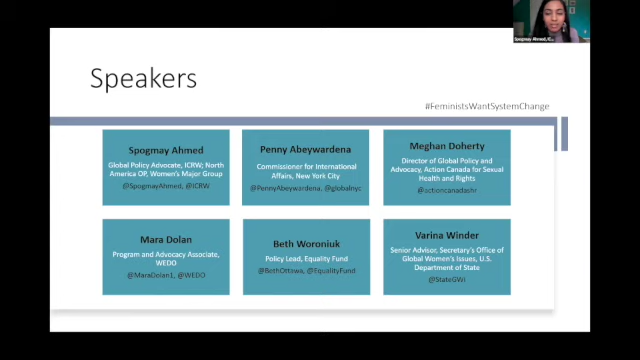 Spogmay Ahmed, IC...
Speakers
#FeministsWantSystemChange
Spogmay Ahmed
Global Policy Advocate, ICRW; North
America OP, Women's Major Group
@SpogmayAhmed, @ICRW
Penny Abeywardena
Commissioner for International
Affairs, New York City
@PennyAbeywardena, @globalnyc
Meghan Doherty
Director of Global Policy and
Advocacy, Action Canada for Sexual
Health and Rights
@actioncanadashr
Mara Dolan
Program and Advocacy Associate,
WEDO
@MaraDolan1, @WEDO
Beth Woroniuk
Policy Lead, Equality Fund
@BethOttawa, @EqualityFund
Varina Winder
Senior Advisor, Secretary's Office of
Global Women's Issues, U.S.
Department of State
@StateGWI